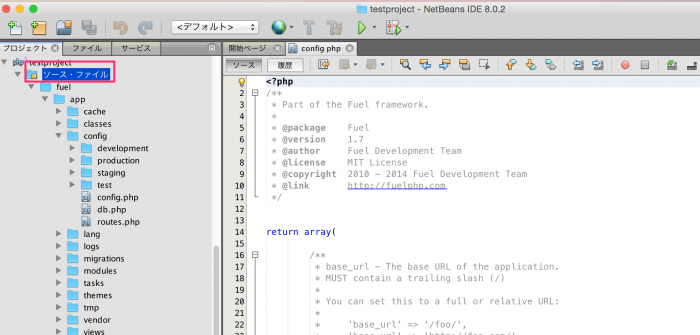 testproject - NetBeans IDE 8.0.2
<デフォルト>
プロジェクト
ファイル
サービス
開始ページ
config.php
testproject
ソース
履歴
ソース・ファイル
fuel
app
cache
classes
config
development
production
staging
test
config.php
db.php
routes.php
lang
logs
migrations
modules
tasks
themes
tmp
vendor
views
1 <?php
2 /**
3 * Part of the Fuel framework.
4 *
5 * @package Fuel
6 * @version 1.7
7 * @author Fuel Development Team
8 * @license MIT License
9 * @copyright 2010 - 2014 Fuel Development Team
10 * @link http://fuelphp.com
11 */
12
13
14 return array(
15
16 /**
17 * base_url - The base URL of the application.
18 * MUST contain a trailing slash (/)
19 *
20 * You can set this to a full or relative URL:
21 *
22 * 'base_url' => '/foo/',
* 'base_url' => 'http://foo.com/'